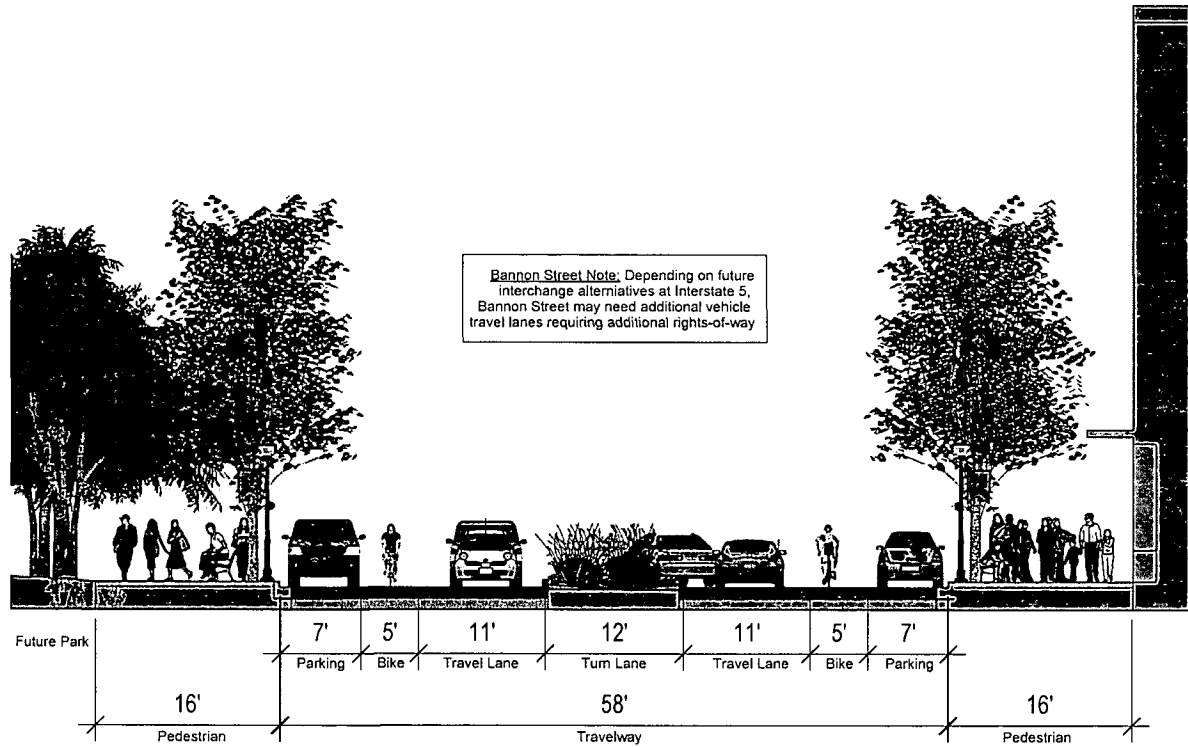 Bannon Street Note: Depending on future
interchange alterniatives at Interstate 5,
Bannon Street may need additional vehicle
travel lanes requiring additional rights-of-way
Future Park
7' 5' 11' 12' 11' 5' 7'
Parking Bike Travel Lane Turn Lane Travel Lane Bike Parking
16' 58' 16'
Pedestrian Travelway Pedestrian